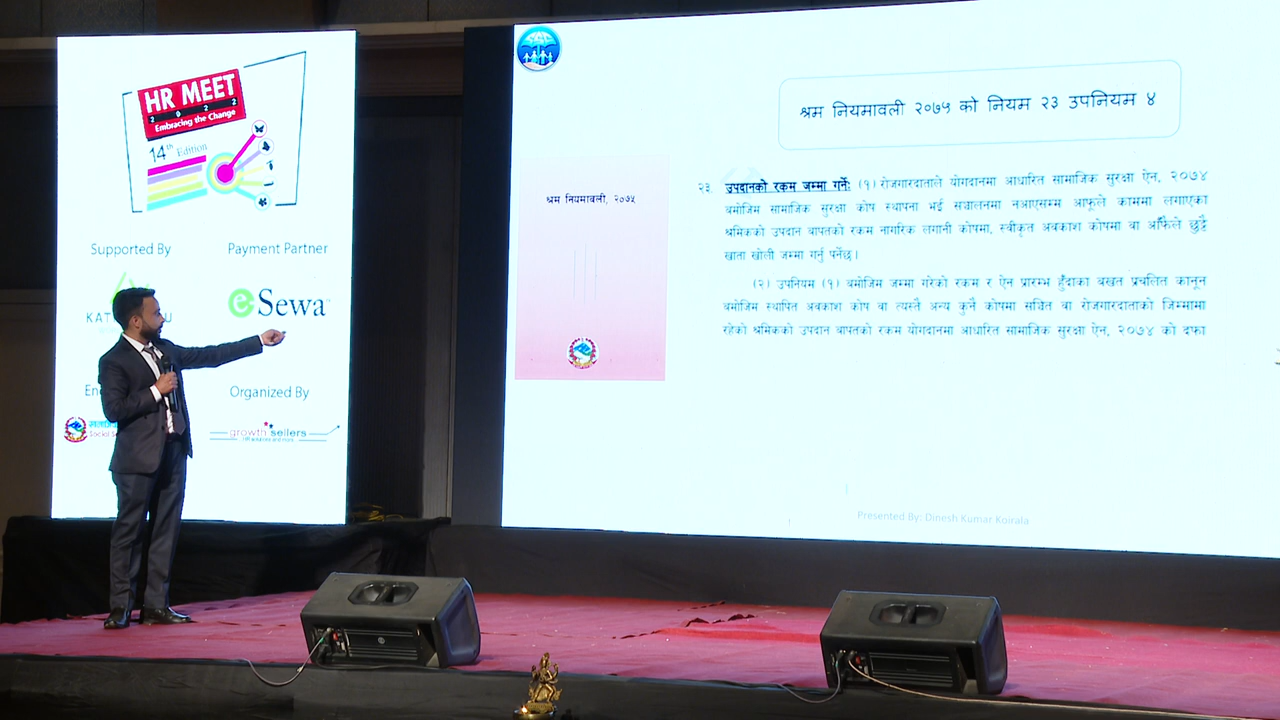 HR MEET
2 0 2 2
Embracing the Change
14th Edition
Supported By
Payment Partner
eSewa
Organized By
growth sellers
श्रम नियमावली २०७५ को नियम २३ उपनियम ४
श्रम नियमावली, २०७५
२३ उपदानको रकम जम्मा गर्नेः (१) रोजगारदाताले योगदानमा आधारित सामाजिक सुरक्षा ऐन, २०७४
बमोजिम सामाजिक सुरक्षा कोष स्थापना भई सञ्चालनमा नआएसम्म आफूले काममा लगाएका
श्रमिकको उपदान बापतको रकम नागरिक लगानी कोषमा, स्वीकृत अवकाश कोषमा वा आफैले छुट्टै
खाता खोली जम्मा गर्नु पर्नेछ।
(२) उपनियम (१) बमोजिम जम्मा गरेको रकम र ऐन प्रारम्भ हुँदाका बखत प्रचलित कानून
बमोजिम स्थापित अवकाश कोष वा त्यस्तै अन्य कुनै कोषमा सञ्चित वा रोजगारदाताको जिम्मामा
रहेको श्रमिकको उपदान बापतको रकम योगदानमा आधारित सामाजिक सुरक्षा ऐन, २०७४ को दफा
Presented By: Dinesh Kumar Koirala